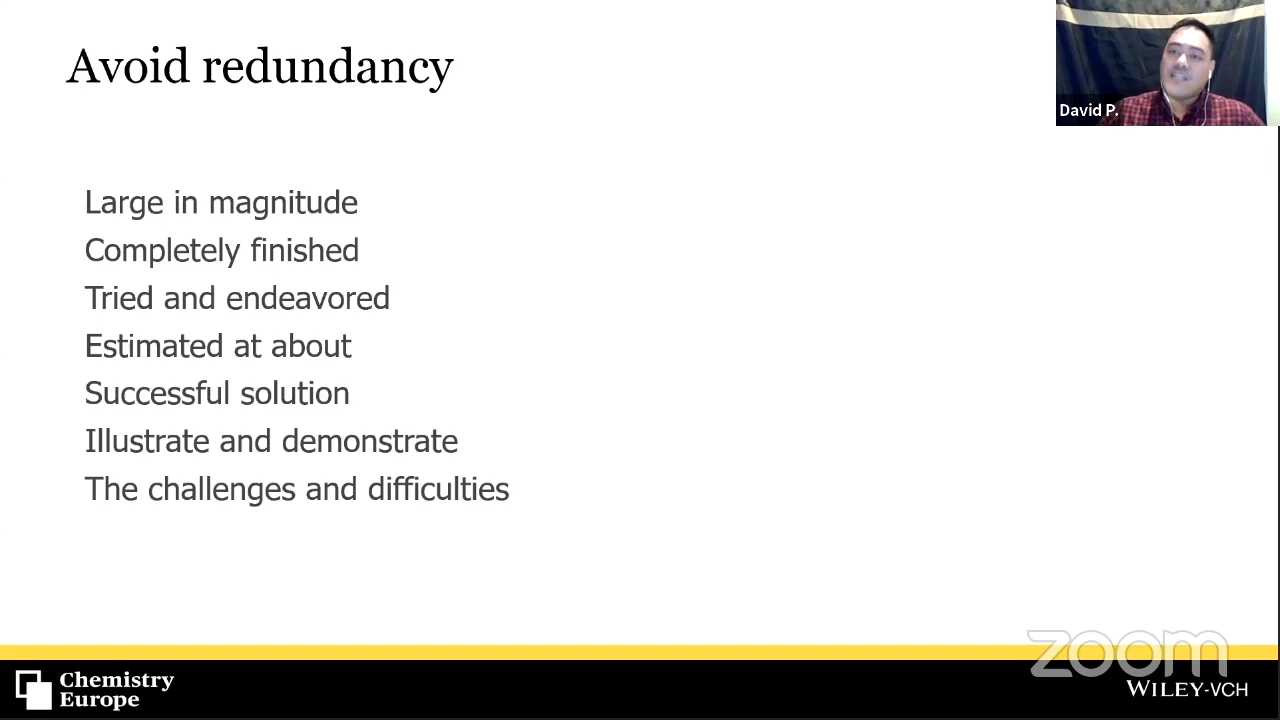 Avoid redundancy
David P.
Large in magnitude
Completely finished
Tried and endeavored
Estimated at about
Successful solution
Illustrate and demonstrate
The challenges and difficulties
zoom
Chemistry
Europe
WILEY-VCH